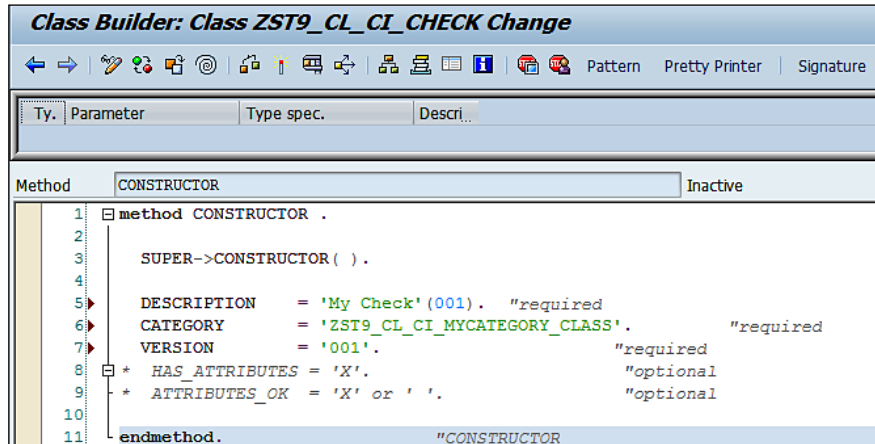 Class Builder: Class ZST9_CL_CI_CHECK Change
Pattern Pretty Printer Signature
Ty. Parameter Type spec. Descri...
Method CONSTRUCTOR Inactive
1 method CONSTRUCTOR .
2
3 SUPER->CONSTRUCTOR( ).
4
5 DESCRIPTION = 'My Check'(001). "required
6 CATEGORY = 'ZST9_CL_CI_MYCATEGORY_CLASS'. "required
7 VERSION = '001'. "required
8 * HAS_ATTRIBUTES = 'X'. "optional
9 * ATTRIBUTES_OK = 'X' or ' '. "optional
10
11 endmethod. "CONSTRUCTOR